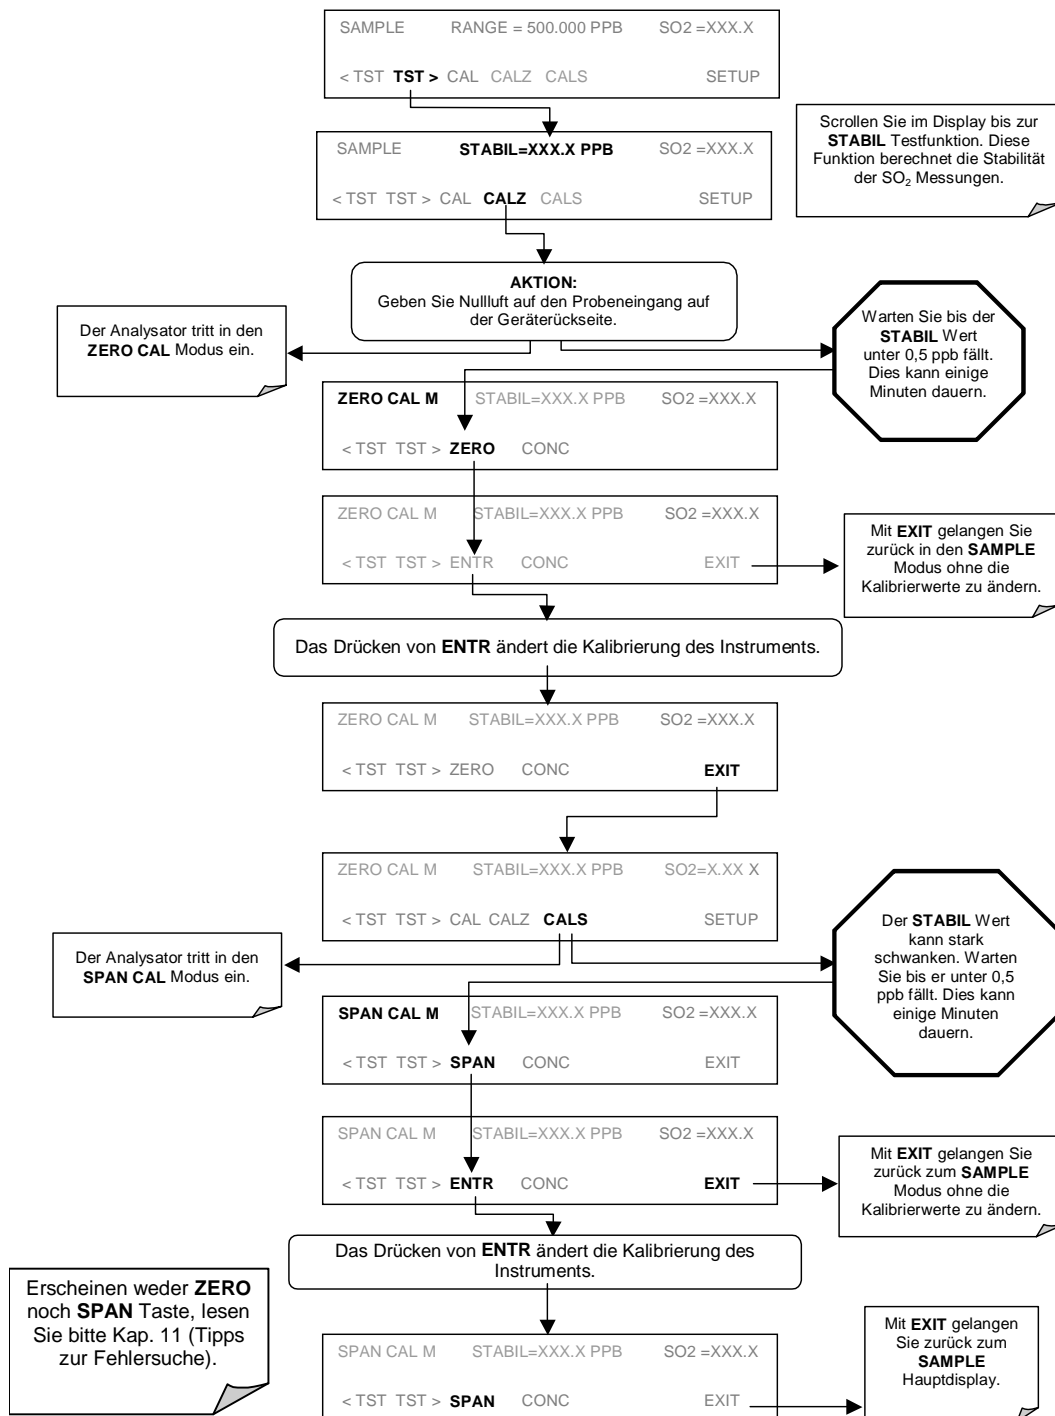 SAMPLE RANGE = 500.000 PPB SO2 =XXX.X
< TST TST > CAL CALZ CALS SETUP
Scrollen Sie im Display bis zur
STABIL Testfunktion. Diese
Funktion berechnet die Stabilität
der SO2 Messungen.
SAMPLE STABIL=XXX.X PPB SO2 =XXX.X
< TST TST > CAL CALZ CALS SETUP
AKTION:
Geben Sie Nullluft auf den Probeneingang auf
der Geräterückseite.
Der Analysator tritt in den
ZERO CAL Modus ein.
Warten Sie bis der
STABIL Wert
unter 0,5 ppb fällt.
Dies kann einige
Minuten dauern.
ZERO CAL M STABIL=XXX.X PPB SO2 =XXX.X
< TST TST > ZERO CONC
ZERO CAL M STABIL=XXX.X PPB SO2 =XXX.X
< TST TST > ENTR CONC EXIT
Mit EXIT gelangen Sie
zurück in den SAMPLE
Modus ohne die
Kalibrierwerte zu ändern.
Das Drücken von ENTR ändert die Kalibrierung des Instruments.
ZERO CAL M STABIL=XXX.X PPB SO2 =XXX.X
< TST TST > ZERO CONC EXIT
ZERO CAL M STABIL=XXX.X PPB SO2=X.XX X
< TST TST > CAL CALZ CALS SETUP
Der Analysator tritt in den
SPAN CAL Modus ein.
Der STABIL Wert
kann stark
schwanken. Warten
Sie bis er unter 0,5
ppb fällt. Dies kann
einige Minuten
dauern.
SPAN CAL M STABIL=XXX.X PPB SO2 =XXX.X
< TST TST > SPAN CONC EXIT
SPAN CAL M STABIL=XXX.X PPB SO2 =XXX.X
< TST TST > ENTR CONC EXIT
Mit EXIT gelangen Sie
zurück zum SAMPLE
Modus ohne die
Kalibrierwerte zu ändern.
Das Drücken von ENTR ändert die Kalibrierung des
Instruments.
Erscheinen weder ZERO
noch SPAN Taste, lesen
Sie bitte Kap. 11 (Tipps
zur Fehlersuche).
SPAN CAL M STABIL=XXX.X PPB SO2 =XXX.X
< TST TST > SPAN CONC EXIT
Mit EXIT gelangen
Sie zurück zum
SAMPLE
Hauptdisplay.